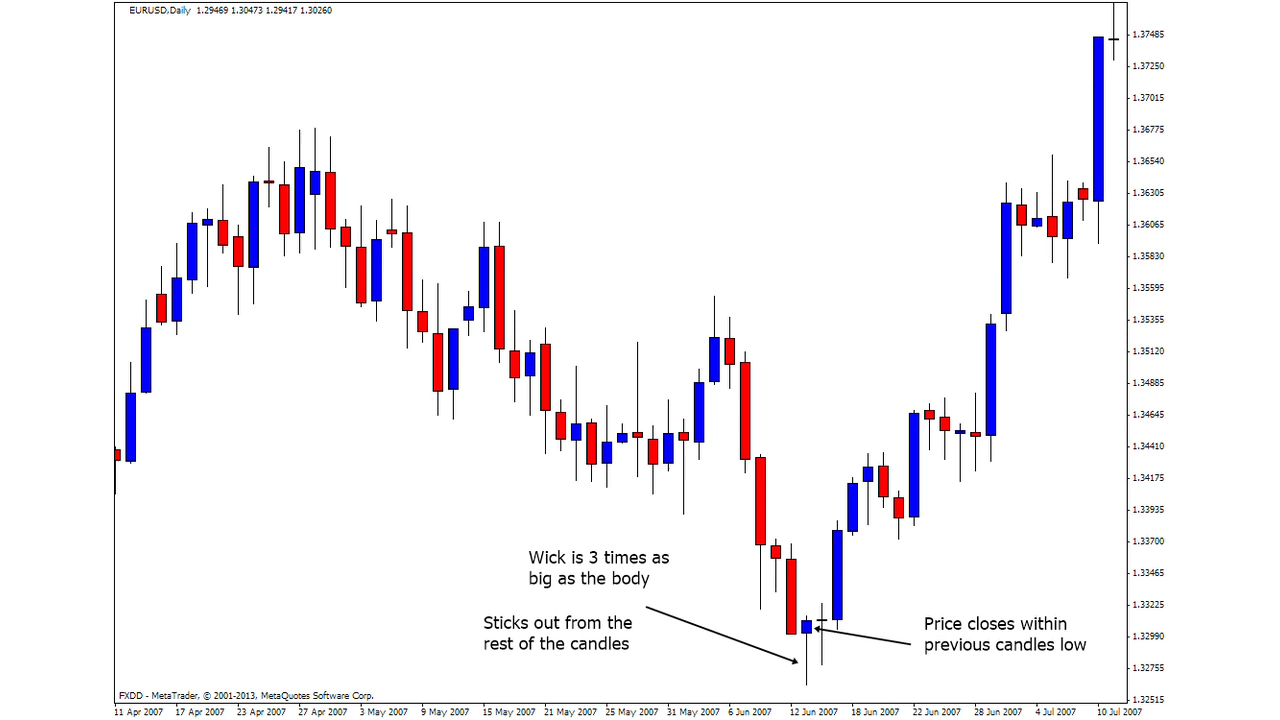 EURUSD,Daily 1.29469 1.30473 1.29417 1.30260
1.37485
1.37250
1.37015
1.36775
1.36540
1.36305
1.36065
1.35830
1.35595
1.35355
1.35120
1.34885
1.34645
1.34410
1.34175
1.33935
1.33700
1.33465
1.33225
1.32990
1.32755
1.32515
Wick is 3 times as
big as the body
Sticks out from the
rest of the candles
Price closes within
previous candles low
FXDD - MetaTrader, © 2001-2013, MetaQuotes Software Corp.
11 Apr 2007 17 Apr 2007 23 Apr 2007 27 Apr 2007 3 May 2007 9 May 2007 15 May 2007 21 May 2007 25 May 2007 31 May 2007 6 Jun 2007 12 Jun 2007 18 Jun 2007 22 Jun 2007 28 Jun 2007 4 Jul 2007 10 Jul 2007